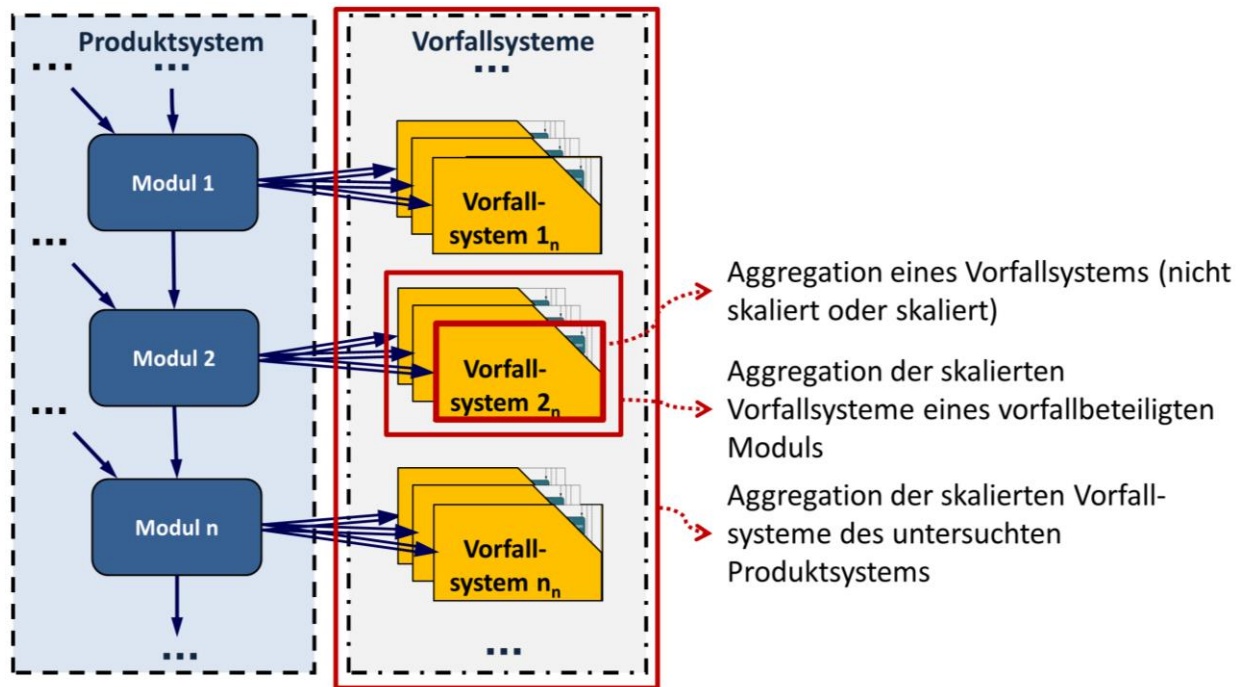 Produktsystem
... ...
Modul 1
...
Modul 2
...
Modul n
...
Vorfallsysteme
...
Vorfall-
system 1n
Vorfall-
system 2n
Vorfall-
system nn
...
Aggregation eines Vorfallsystems (nicht
skaliert oder skaliert)
Aggregation der skalierten
Vorfallsysteme eines vorfallbeteiligten
Moduls
Aggregation der skalierten Vorfall-
systeme des untersuchten
Produktsystems